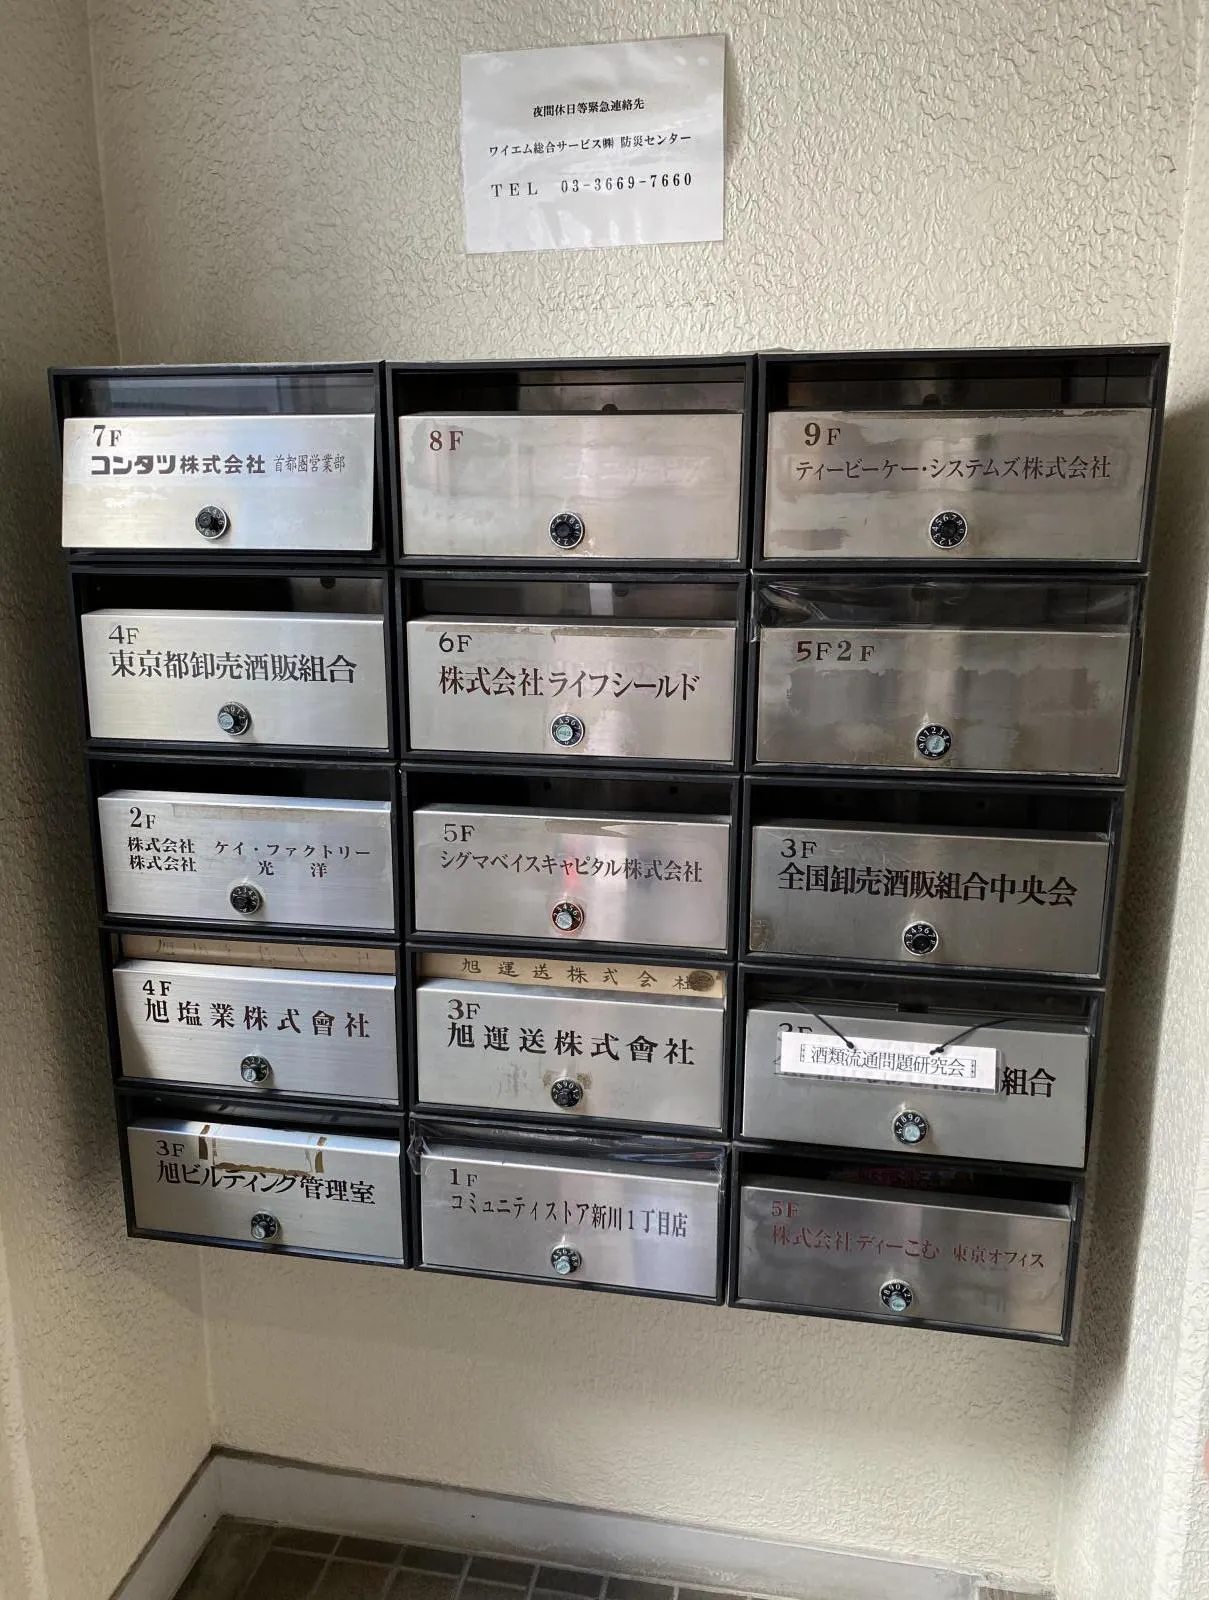 夜間休日等緊急連絡先
ワイエム総合サービス㈱ 防災センター
TEL 03-3669-7660
7F
コンタツ株式会社 首都圏営業部
8F
9F
ティービーケー・システムズ株式会社
4F
東京都卸売酒販組合
6F
株式会社ライフシールド
5F2F
2F
株式会社 ケイ・ファクトリー
株式会社 光 洋
5F
シグマベイスキャピタル株式会社
3F
全国卸売酒販組合中央会
4F
旭塩業株式會社
旭運送株式会社
3F
旭運送株式會社
酒類流通問題研究会
組合
3F
旭ビルディング管理室
1F
コミュニティストア新川1丁目店
5F
株式会社ディーこむ 東京オフィス